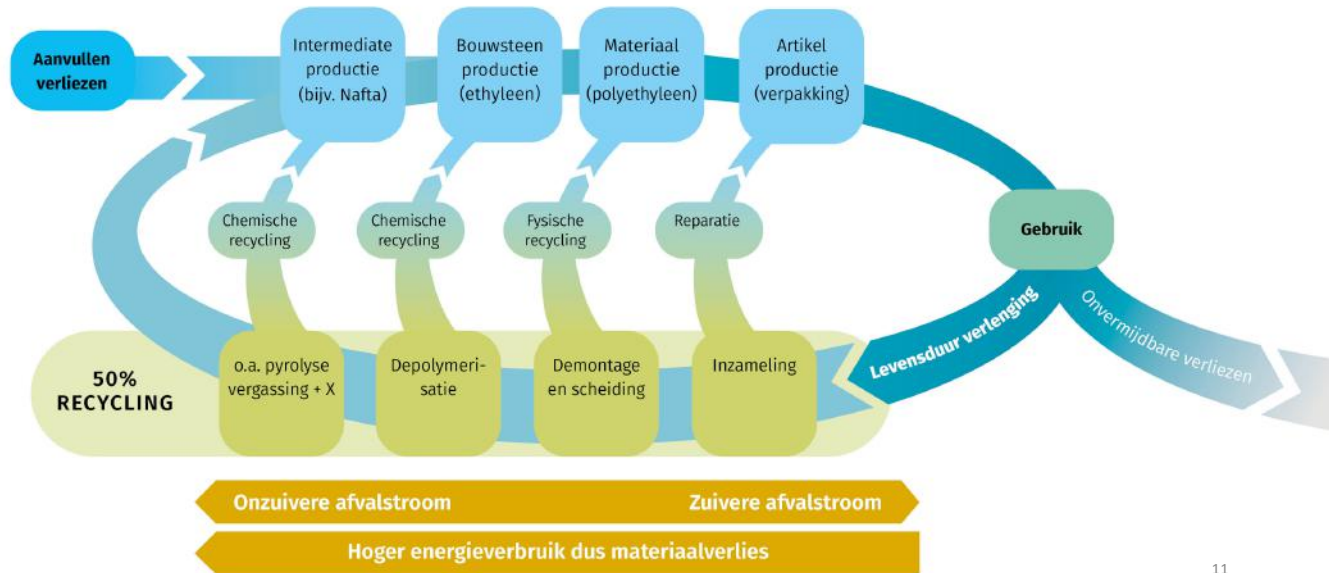 Aanvullen
verliezen
Intermediate
productie
(bijv. Nafta)
Bouwsteen
productie
(ethyleen)
Materiaal
productie
(polyethyleen)
Artikel
productie
(verpakking)
Chemische
recycling
Chemische
recycling
Fysische
recycling
Reparatie
Gebruik
Levensduur verlenging
Onvermijdbare verliezen
50%
RECYCLING
o.a. pyrolyse
vergassing + X
Depolymeri-
satie
Demontage
en scheiding
Inzameling
Onzuivere afvalstroom
Zuivere afvalstroom
Hoger energieverbruik dus materiaalverlies
11